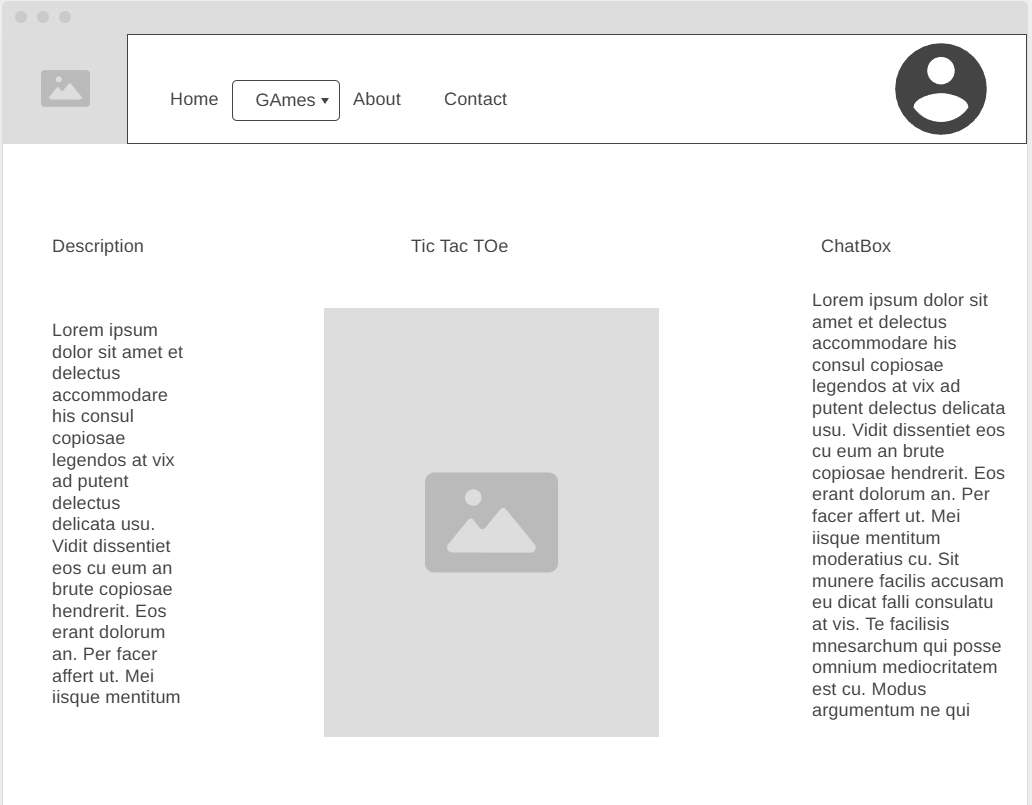 Home
GAmes
About
Contact
Description
Tic Tac TOe
ChatBox
Lorem ipsum
dolor sit amet et
delectus
accommodare
his consul
copiosae
legendos at vix
ad putent
delectus
delicata usu.
Vidit dissentiet
eos cu eum an
brute copiosae
hendrerit. Eos
erant dolorum
an. Per facer
affert ut. Mei
iisque mentitum
Lorem ipsum dolor sit
amet et delectus
accommodare his
consul copiosae
legendos at vix ad
putent delectus delicata
usu. Vidit dissentiet eos
cu eum an brute
copiosae hendrerit. Eos
erant dolorum an. Per
facer affert ut. Mei
iisque mentitum
moderatius cu. Sit
munere facilis accusam
eu dicat falli consulatu
at vis. Te facilisis
mnesarchum qui posse
omnium mediocritatem
est cu. Modus
argumentum ne qui